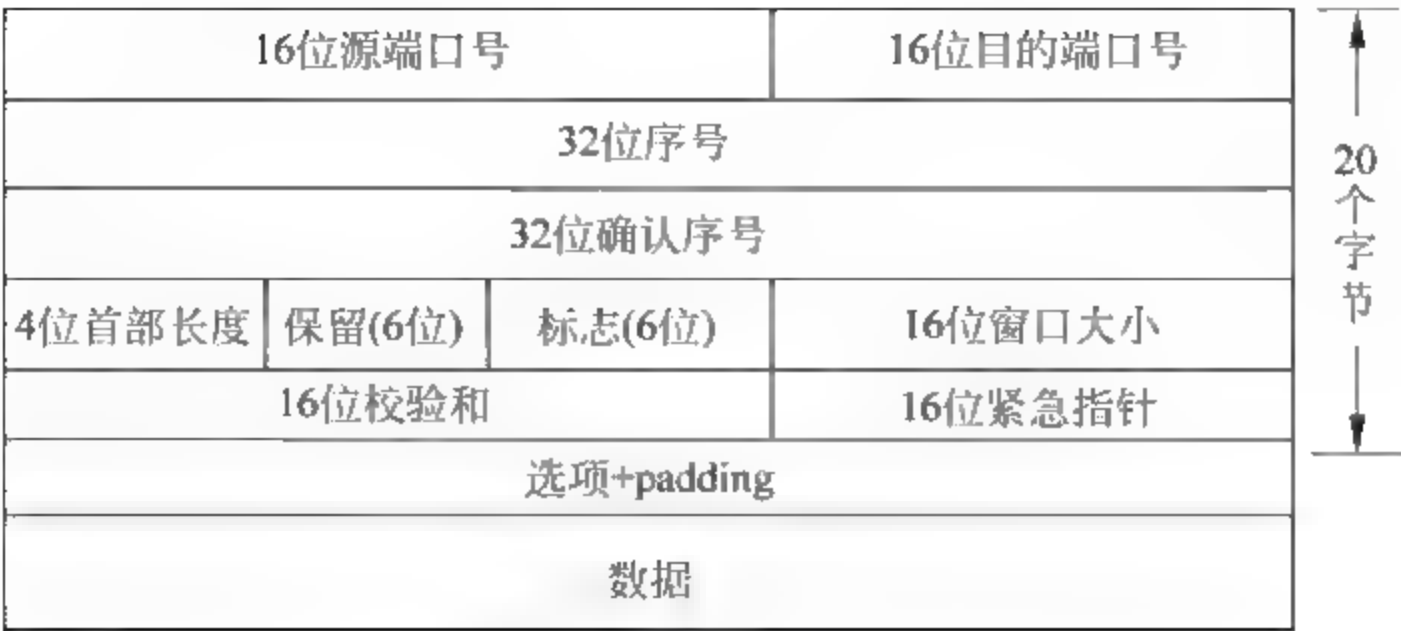 16位源端口号 16位目的端口号
32位序号
32位确认序号
4位首部长度 保留(6位) 标志(6位) 16位窗口大小
16位校验和 16位紧急指针
选项+padding
数据
20个字节